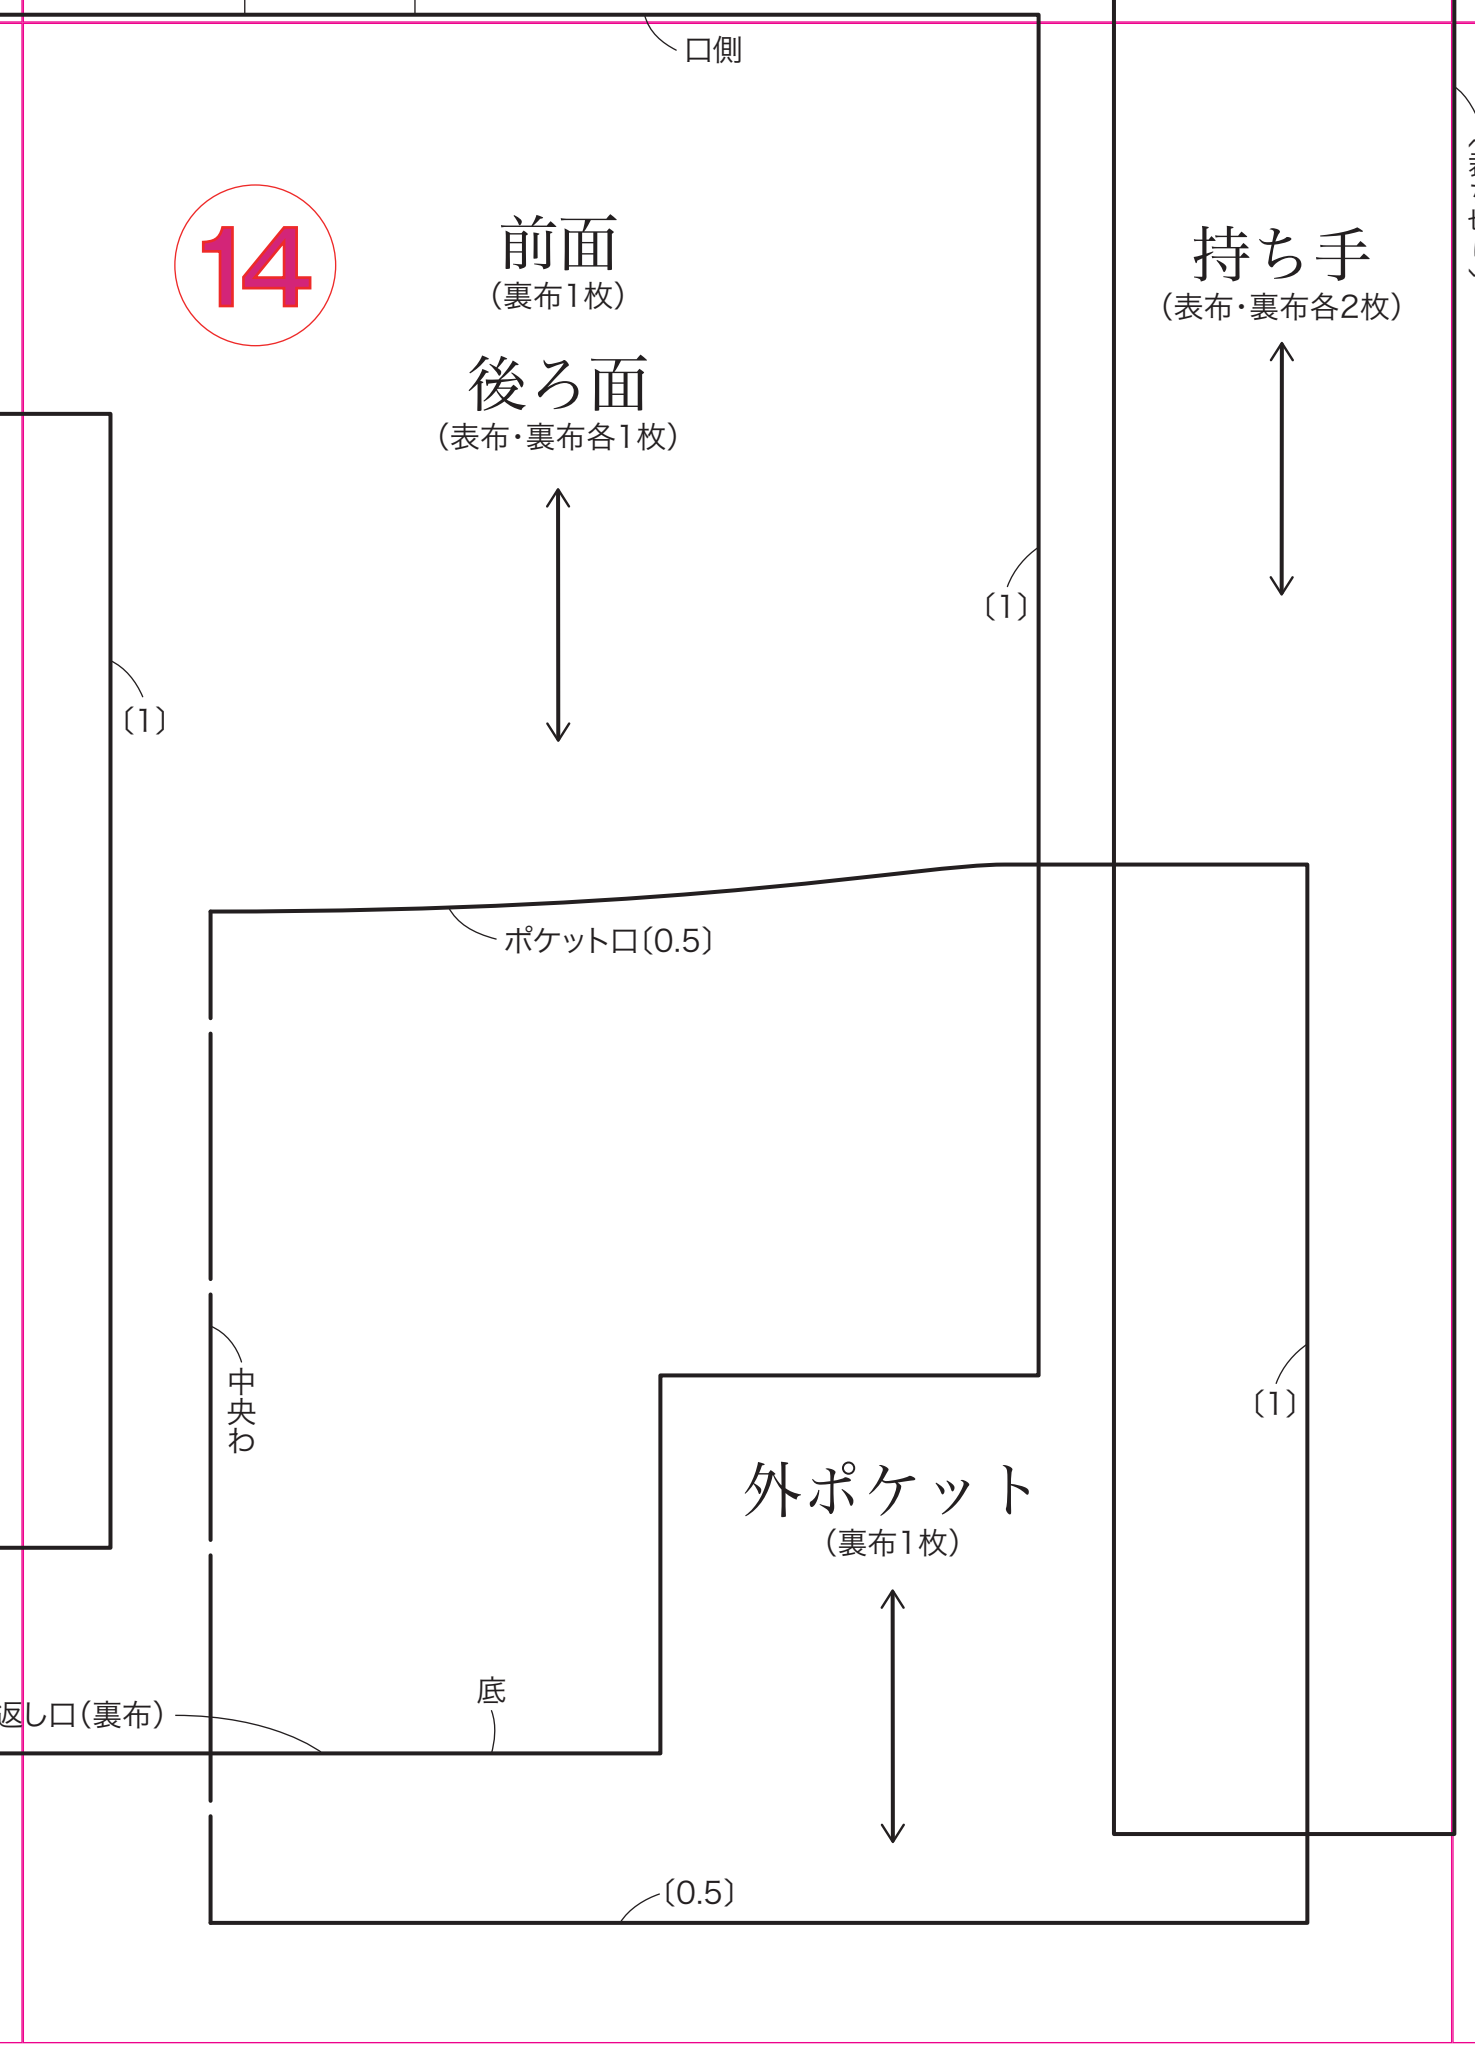 口側
14
前面
（裏布1枚）
後ろ面
（表布・裏布各1枚）
持ち手
（表布・裏布各2枚）
〔1〕
〔1〕
ポケット口〔0.5〕
中央わ
〔1〕
外ポケット
（裏布1枚）
底
返し口（裏布）
〔0.5〕